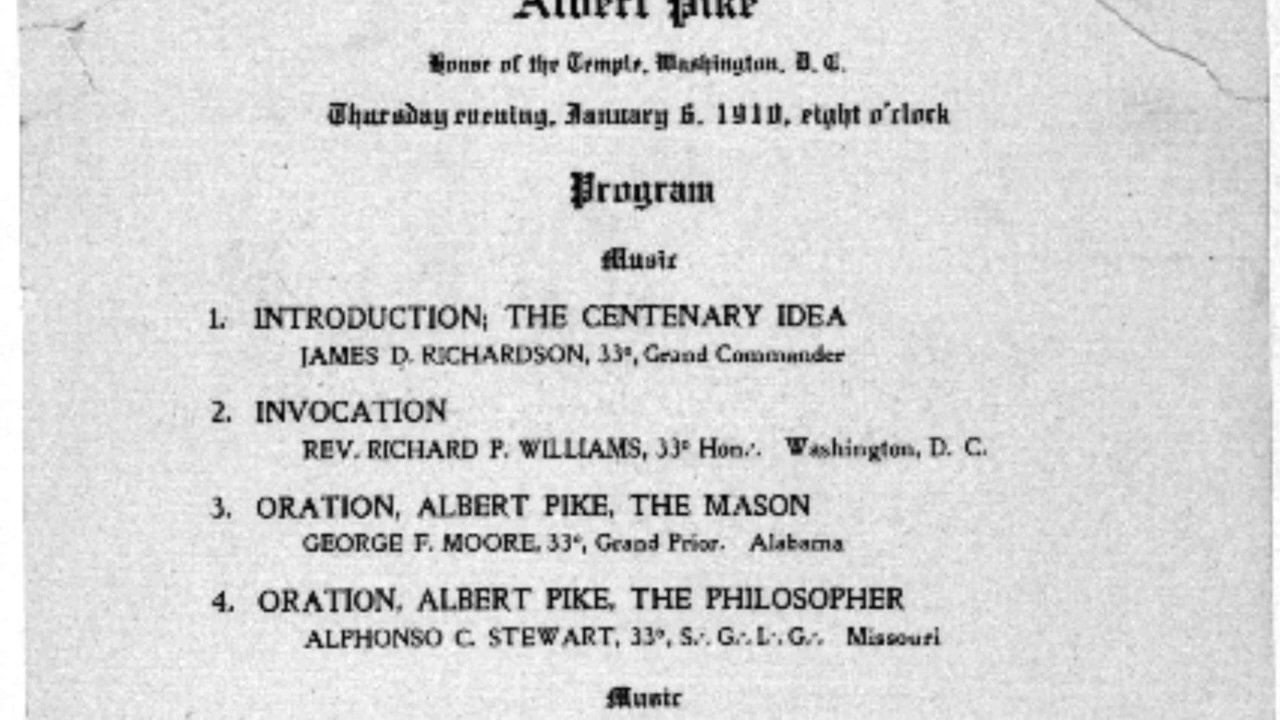 Albert Pike
House of the Temple, Washington, D. C.
Thursday evening, January 6, 1910, eight o'clock
Program
Music
1. INTRODUCTION; THE CENTENARY IDEA
JAMES D. RICHARDSON, 33°, Grand Commander
2. INVOCATION
REV. RICHARD P. WILLIAMS, 33° Hon∴ Washington, D. C.
3. ORATION, ALBERT PIKE, THE MASON
GEORGE F. MOORE, 33°, Grand Prior. Alabama
4. ORATION, ALBERT PIKE, THE PHILOSOPHER
ALPHONSO C. STEWART, 33°, S∴ G∴ L∴ G∴ Missouri
Music